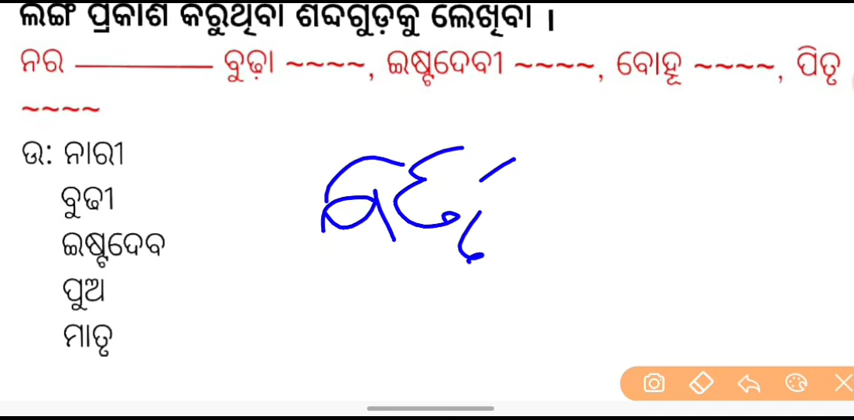 ଲିଙ୍ଗ ପ୍ରକାଶ କରୁଥିବା ଶବ୍ଦଗୁଡ଼ିକୁ ଲେଖିବା ।
ନର ———— ବୁଢ଼ା ~~~~, ଇଷ୍ଟଦେବୀ ~~~~, ବୋହୂ ~~~~, ପିତୃ
~~~~
ଉ: ନାରୀ
ବୁଢୀ
ଇଷ୍ଟଦେବ
ପୁଅ
ମାତୃ